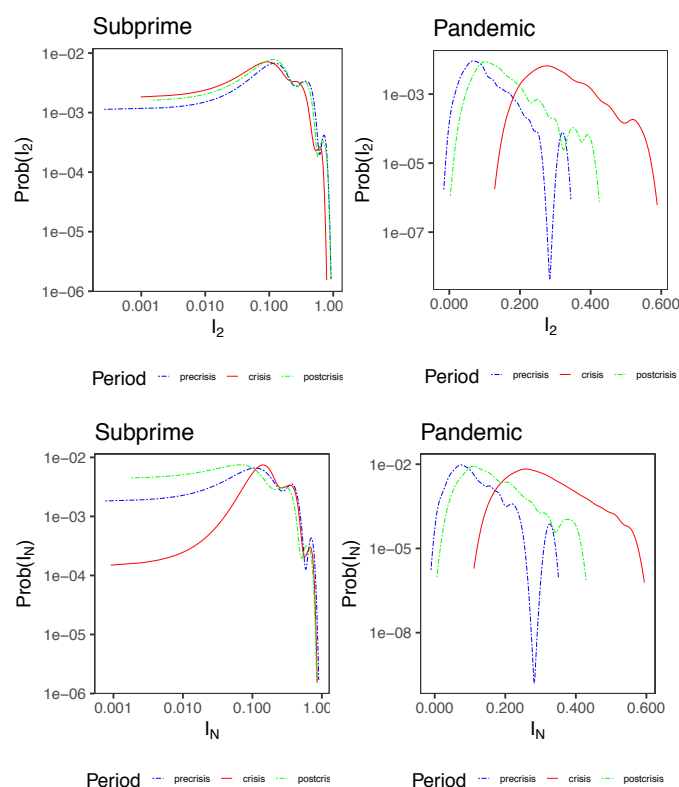 Subprime
Prob(I2)
1e−02
1e−03
1e−04
1e−05
1e−06
0.001 0.010 0.100 1.00
I2
Period precrisis crisis postcrisis
Pandemic
Prob(I2)
1e−03
1e−05
1e−07
0.000 0.200 0.400 0.600
I2
Period precrisis crisis postcrisis
Subprime
Prob(IN)
1e−02
1e−03
1e−04
1e−05
1e−06
0.001 0.010 0.100 1.00
IN
Period precrisis crisis postcrisis
Pandemic
Prob(IN)
1e−02
1e−05
1e−08
0.000 0.200 0.400 0.600
IN
Period precrisis crisis postcrisis